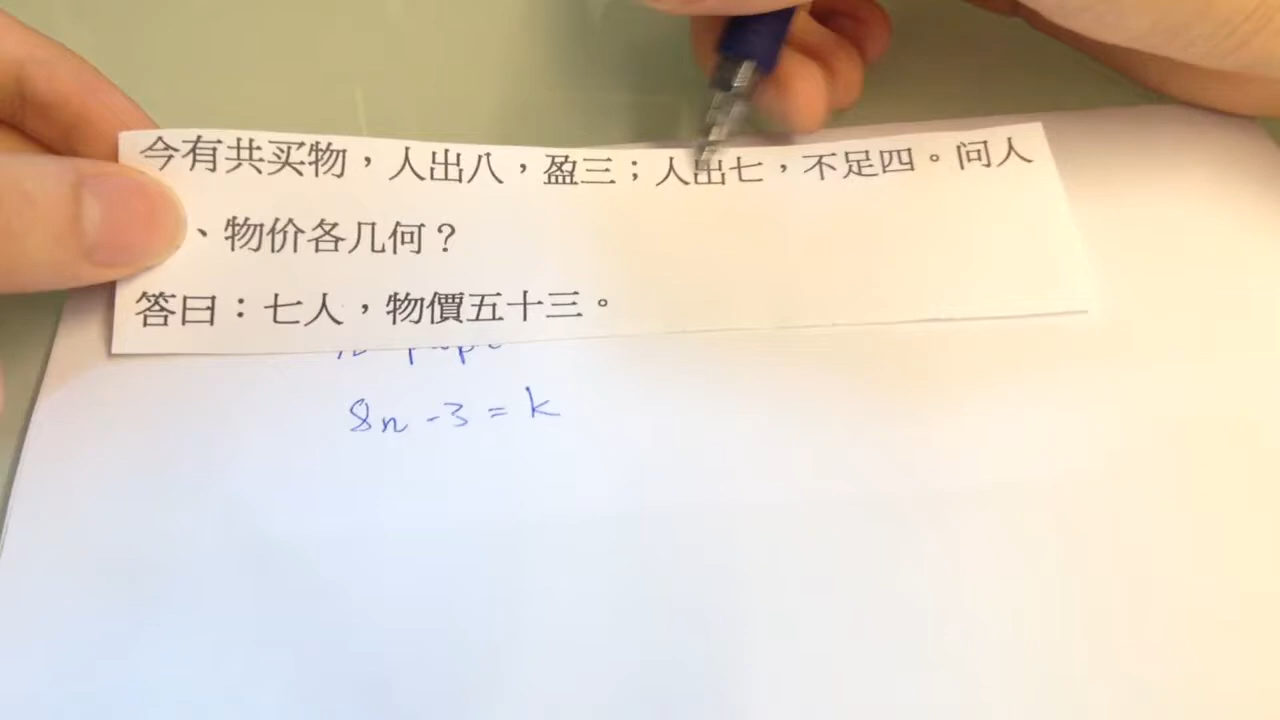 今有共买物，人出八，盈三；人出七，不足四。问人
、物价各几何？
答曰：七人，物價五十三。
8n - 3 = k